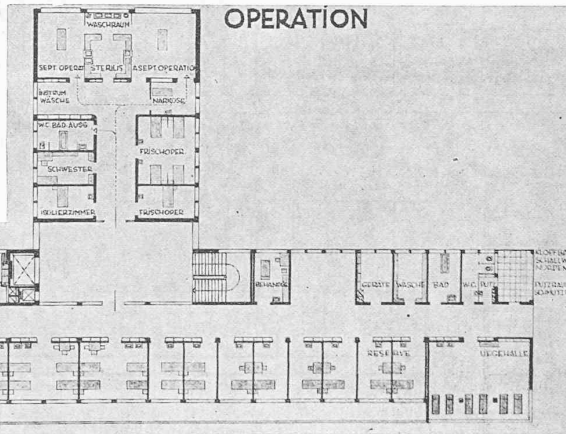 OPERATION
WASCHRAUM
SEPT. OPERAT
STERILIS
ASEPT. OPERATION
INSTRUM.
WÄSCHE
NARKOSE
W.C. BAD AUSG
FRISCHOPER.
SCHWESTER
ISOLIERZIMMER
FRISCHOPER
BEHANDL
GERÄTE
WÄSCHE
BAD
W.C.
PUTZ
RESERVE
LIEGEHALLE